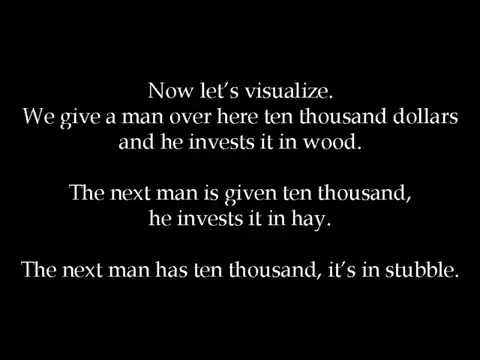 Now let’s visualize.
We give a man over here ten thousand dollars
and he invests it in wood.
The next man is given ten thousand,
he invests it in hay.
The next man has ten thousand, it’s in stubble.